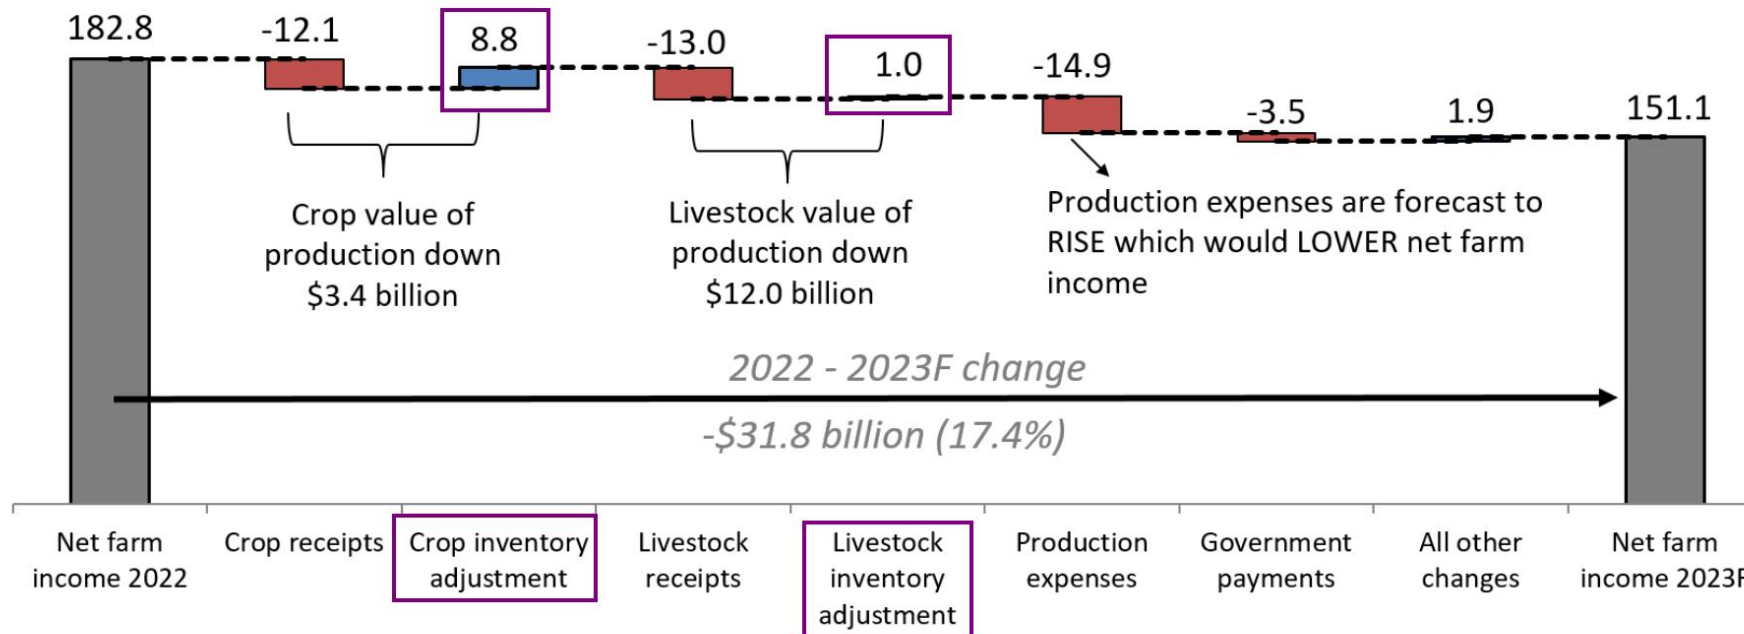 182.8
-12.1
8.8
-13.0
1.0
-14.9
-3.5
1.9
151.1
Crop value of
production down
$3.4 billion
Livestock value of
production down
$12.0 billion
Production expenses are forecast to
RISE which would LOWER net farm
income
2022 - 2023F change
-$31.8 billion (17.4%)
Net farm
income 2022
Crop receipts
Crop inventory
adjustment
Livestock
receipts
Livestock
inventory
adjustment
Production
expenses
Government
payments
All other
changes
Net farm
income 2023F